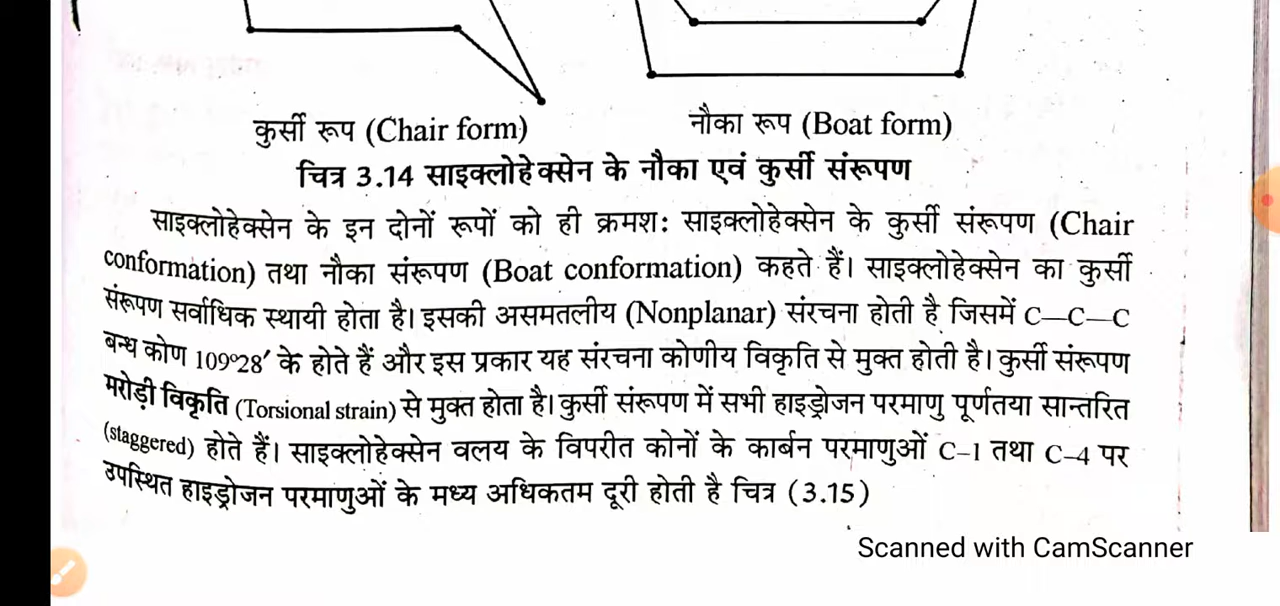 कुर्सी रूप (Chair form)
नौका रूप (Boat form)
चित्र 3.14 साइक्लोहेक्सेन के नौका एवं कुर्सी संरूपण
साइक्लोहेक्सेन के इन दोनों रूपों को ही क्रमशः साइक्लोहेक्सेन के कुर्सी संरूपण (Chair
conformation) तथा नौका संरूपण (Boat conformation) कहते हैं। साइक्लोहेक्सेन का कुर्सी
संरूपण सर्वाधिक स्थायी होता है। इसकी असमतलीय (Nonplanar) संरचना होती है जिसमें C—C—C
बन्ध कोण 109°28′ के होते हैं और इस प्रकार यह संरचना कोणीय विकृति से मुक्त होती है। कुर्सी संरूपण
मरोड़ी विकृति (Torsional strain) से मुक्त होता है। कुर्सी संरूपण में सभी हाइड्रोजन परमाणु पूर्णतया सान्तरित
(staggered) होते हैं। साइक्लोहेक्सेन वलय के विपरीत कोनों के कार्बन परमाणुओं C–1 तथा C–4 पर
उपस्थित हाइड्रोजन परमाणुओं के मध्य अधिकतम दूरी होती है चित्र (3.15)
Scanned with CamScanner